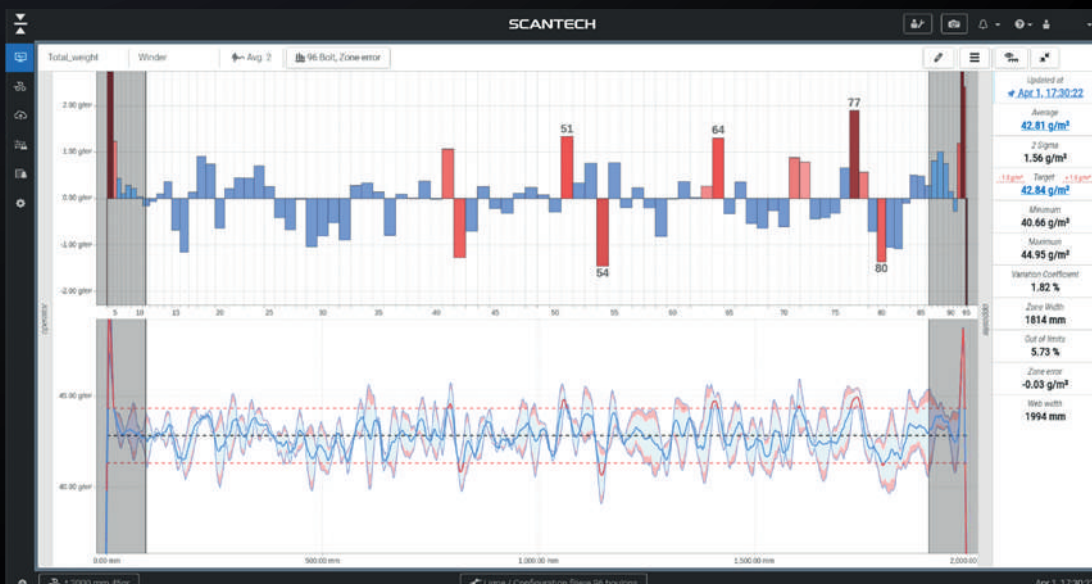 SCANTECH
Total_weight Winder Avg. 2 96 Bolt, Zone error
Updated at
Apr 1, 17:30:22
Average
42.81 g/m²
2 Sigma
1.56 g/m²
Target
42.84 g/m²
Minimum
40.66 g/m²
Maximum
44.95 g/m²
Variation Coefficient
1.82 %
Zone Width
1814 mm
Out of limits
5.73 %
Zone error
-0.03 g/m²
Web width
1994 mm
2.00 g/m²
1.00 g/m²
0.00 g/m²
-1.00 g/m²
-2.00 g/m²
51
54
64
77
80
5 10 15 20 25 30 35 40 45 50 55 60 65 70 75 80 85 90 95
operator
opposite
45.00 g/m²
40.00 g/m²
0.00 mm 500.00 mm 1.000.00 mm 1.500.00 mm 2.000.00